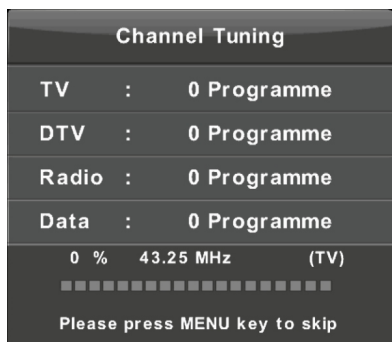 Channel Tuning
TV : 0 Programme
DTV : 0 Programme
Radio : 0 Programme
Data : 0 Programme
0 % 43.25 MHz (TV)
Please press MENU key to skip